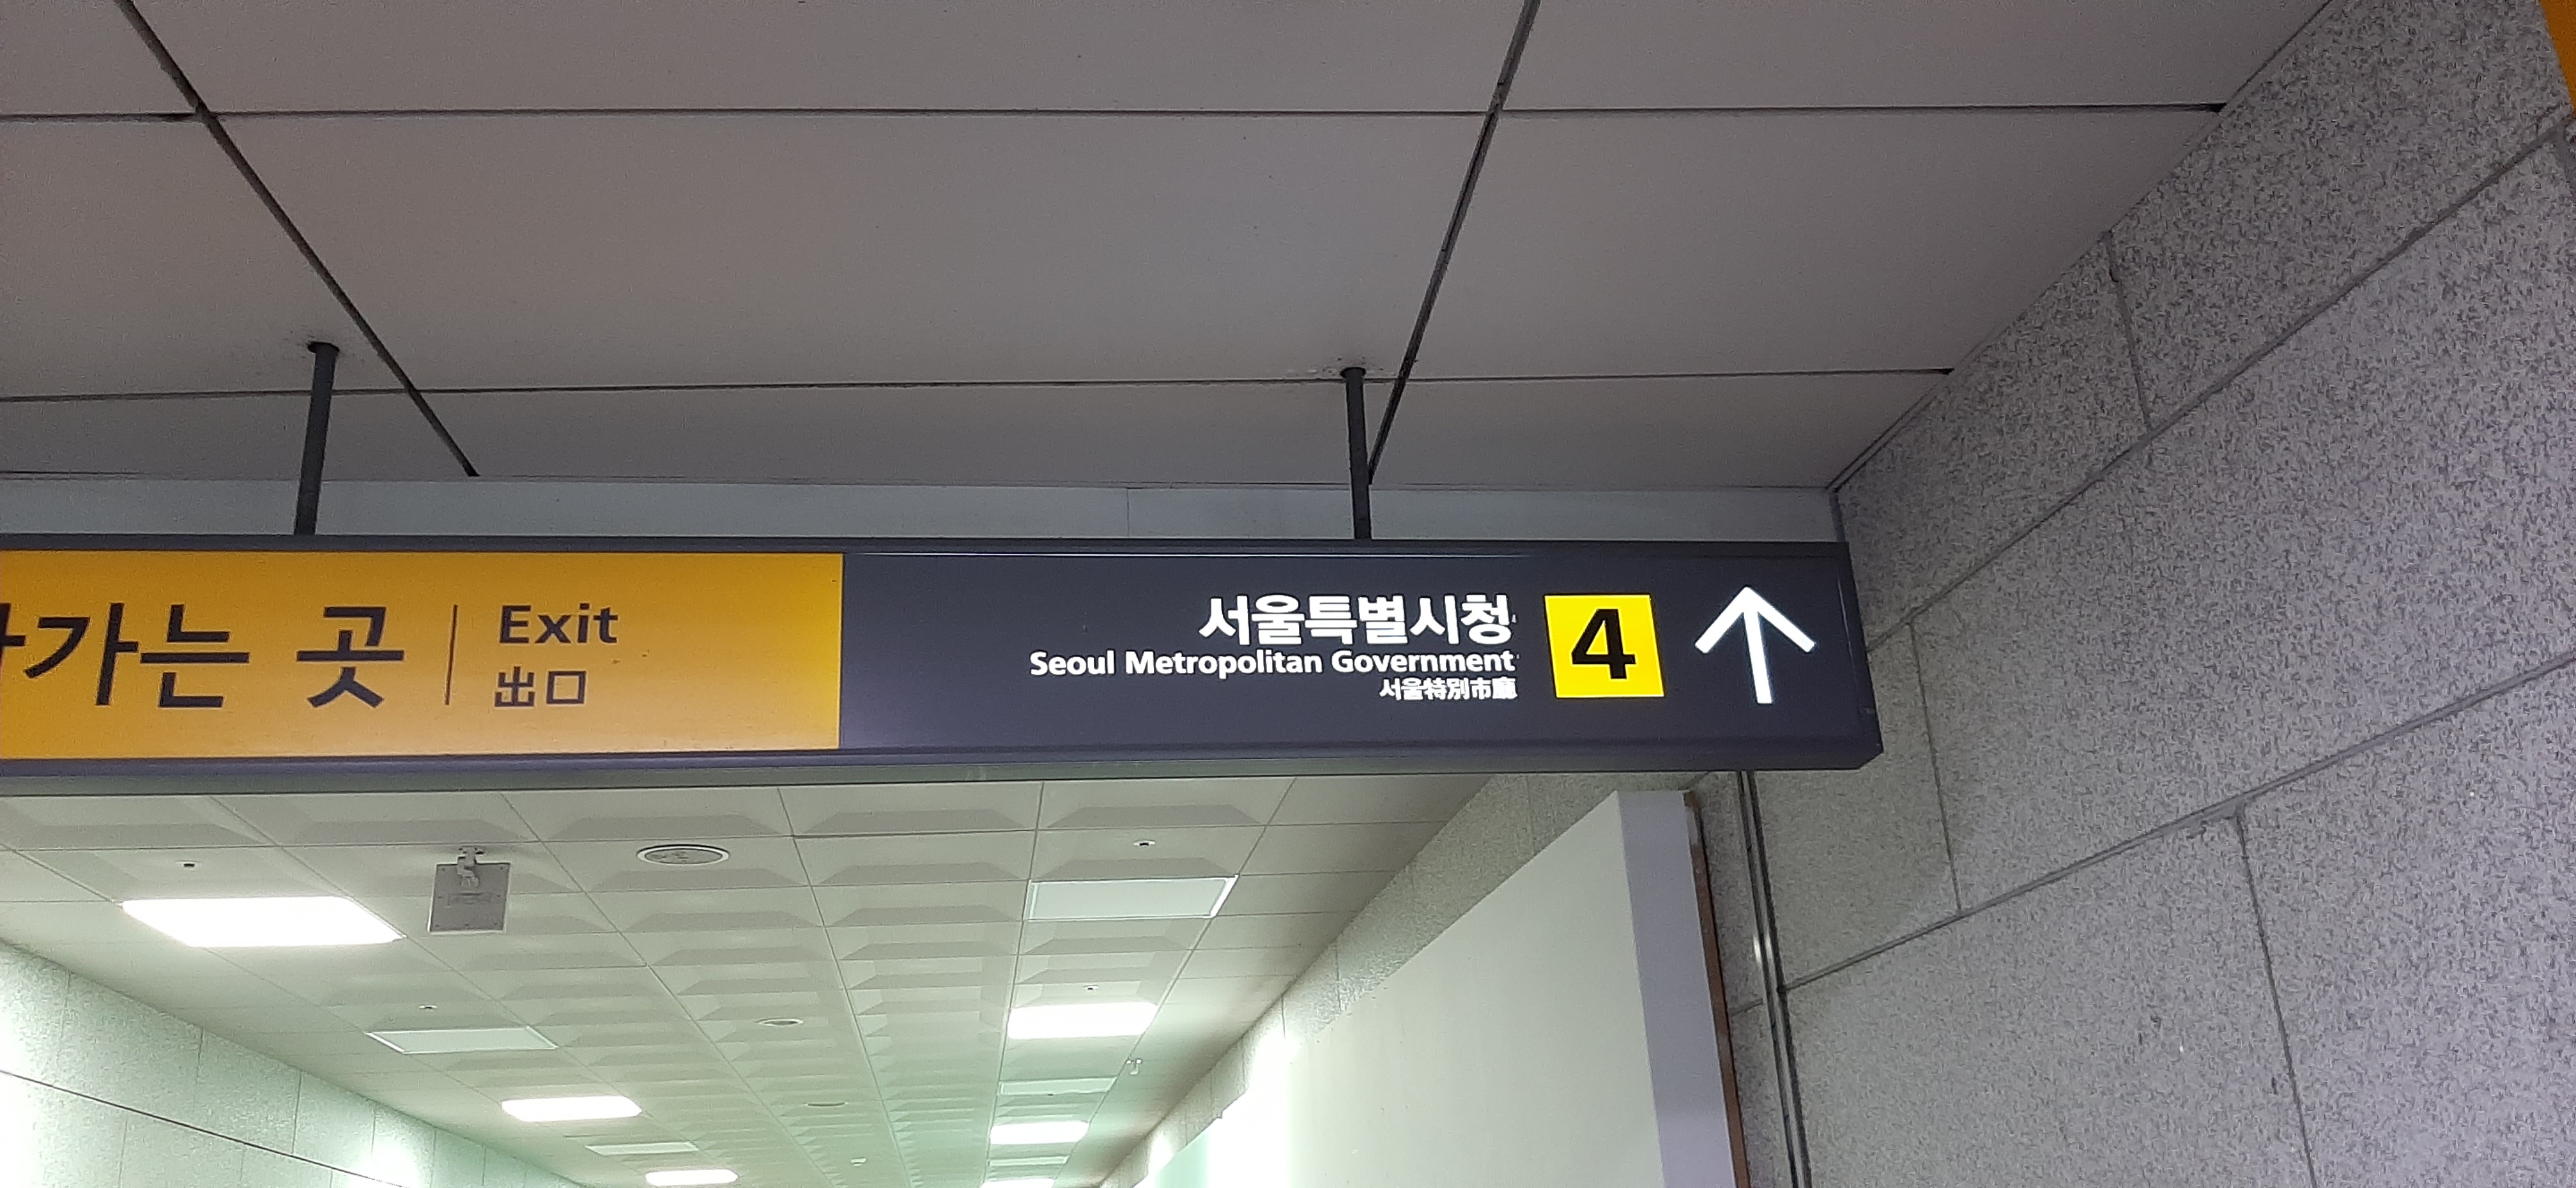 가는 곳
Exit
出口
서울특별시청
Seoul Metropolitan Government
서울特別市廳
4